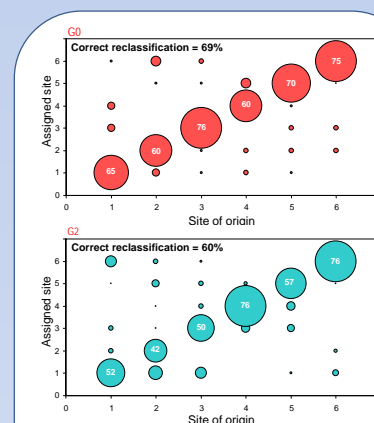 G0
Correct reclassification = 69%
Assigned site
6
5
4
3
2
1
0
75
70
60
76
60
65
0 1 2 3 4 5 6
Site of origin
G2
Correct reclassification = 60%
Assigned site
6
5
4
3
2
1
0
76
57
76
50
42
52
0 1 2 3 4 5 6
Site of origin